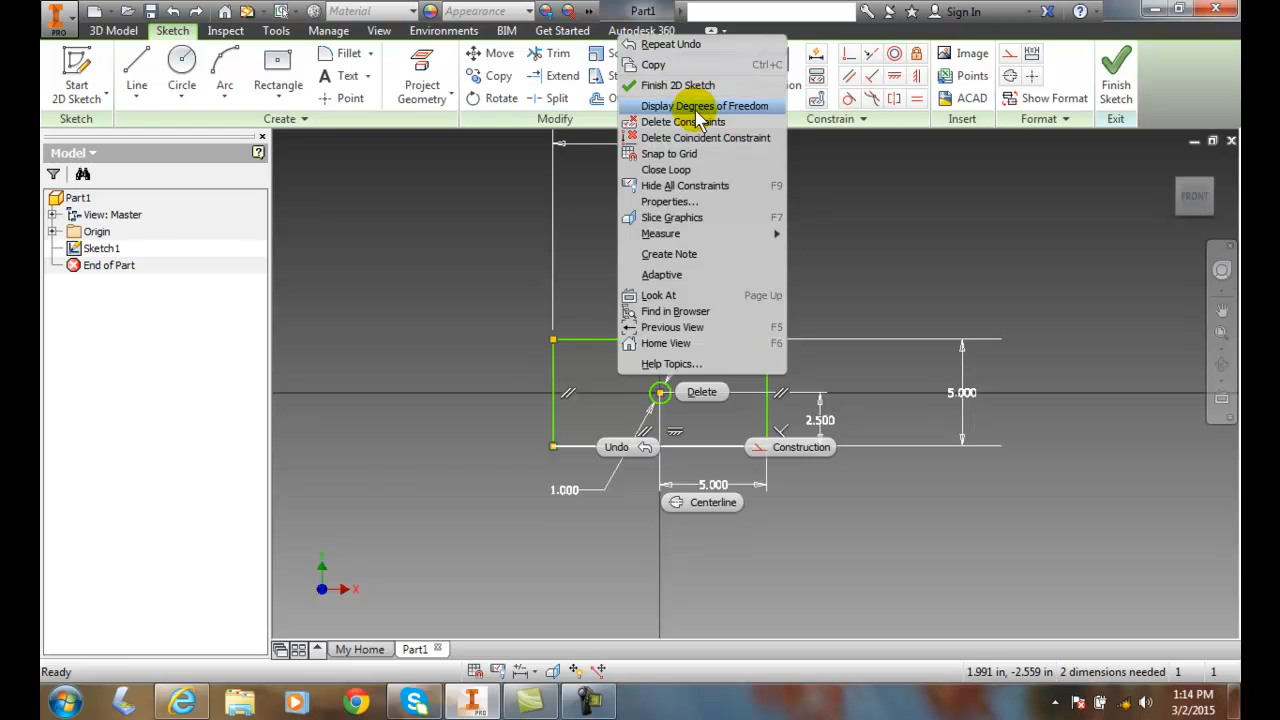 PRO
Material
Appearance
Part1
Sign In
3D Model
Sketch
Inspect
Tools
Manage
View
Environments
BIM
Get Started
Autodesk 360
Start
2D Sketch
Line
Circle
Arc
Rectangle
Fillet
Text
Point
Project
Geometry
Move
Copy
Rotate
Trim
Extend
Split
Image
Points
ACAD
Show Format
Finish
Sketch
Sketch
Create
Modify
Constrain
Insert
Format
Exit
Repeat Undo
Copy Ctrl+C
Finish 2D Sketch
Display Degrees of Freedom
Delete Constraints
Delete Coincident Constraint
Snap to Grid
Close Loop
Hide All Constraints F9
Properties...
Slice Graphics F7
Measure
Create Note
Adaptive
Look At Page Up
Find in Browser
Previous View F5
Home View F6
Help Topics...
Model
Part1
View: Master
Origin
Sketch1
End of Part
FRONT
Delete
5.000
2.500
Undo
Construction
1.000
5.000
Centerline
X
My Home
Part1
Ready
1.991 in, -2.559 in 2 dimensions needed 1 1
PRO
1:14 PM
3/2/2015